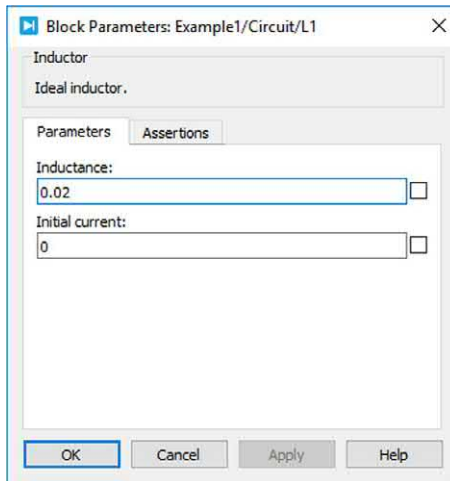 Block Parameters: Example1/Circuit/L1
Inductor
Ideal inductor.
Parameters Assertions
Inductance:
0.02
Initial current:
0
OK Cancel Apply Help